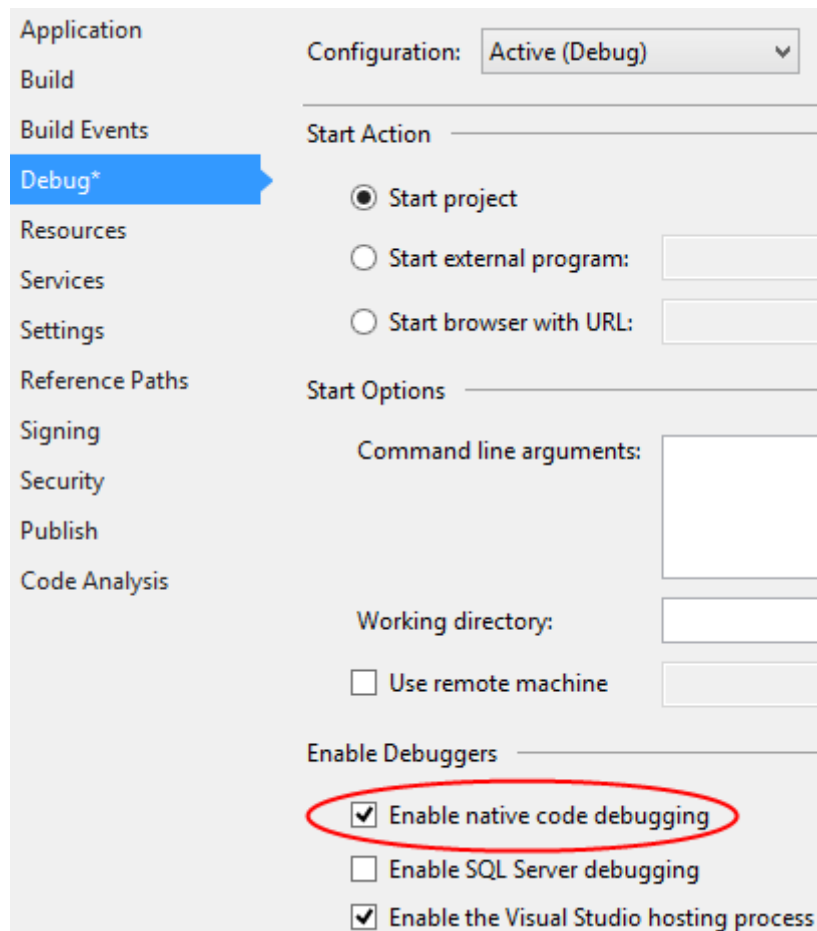 Application
Build
Build Events
Debug*
Resources
Services
Settings
Reference Paths
Signing
Security
Publish
Code Analysis
Configuration: Active (Debug)
Start Action
Start project
Start external program:
Start browser with URL:
Start Options
Command line arguments:
Working directory:
Use remote machine
Enable Debuggers
Enable native code debugging
Enable SQL Server debugging
Enable the Visual Studio hosting process